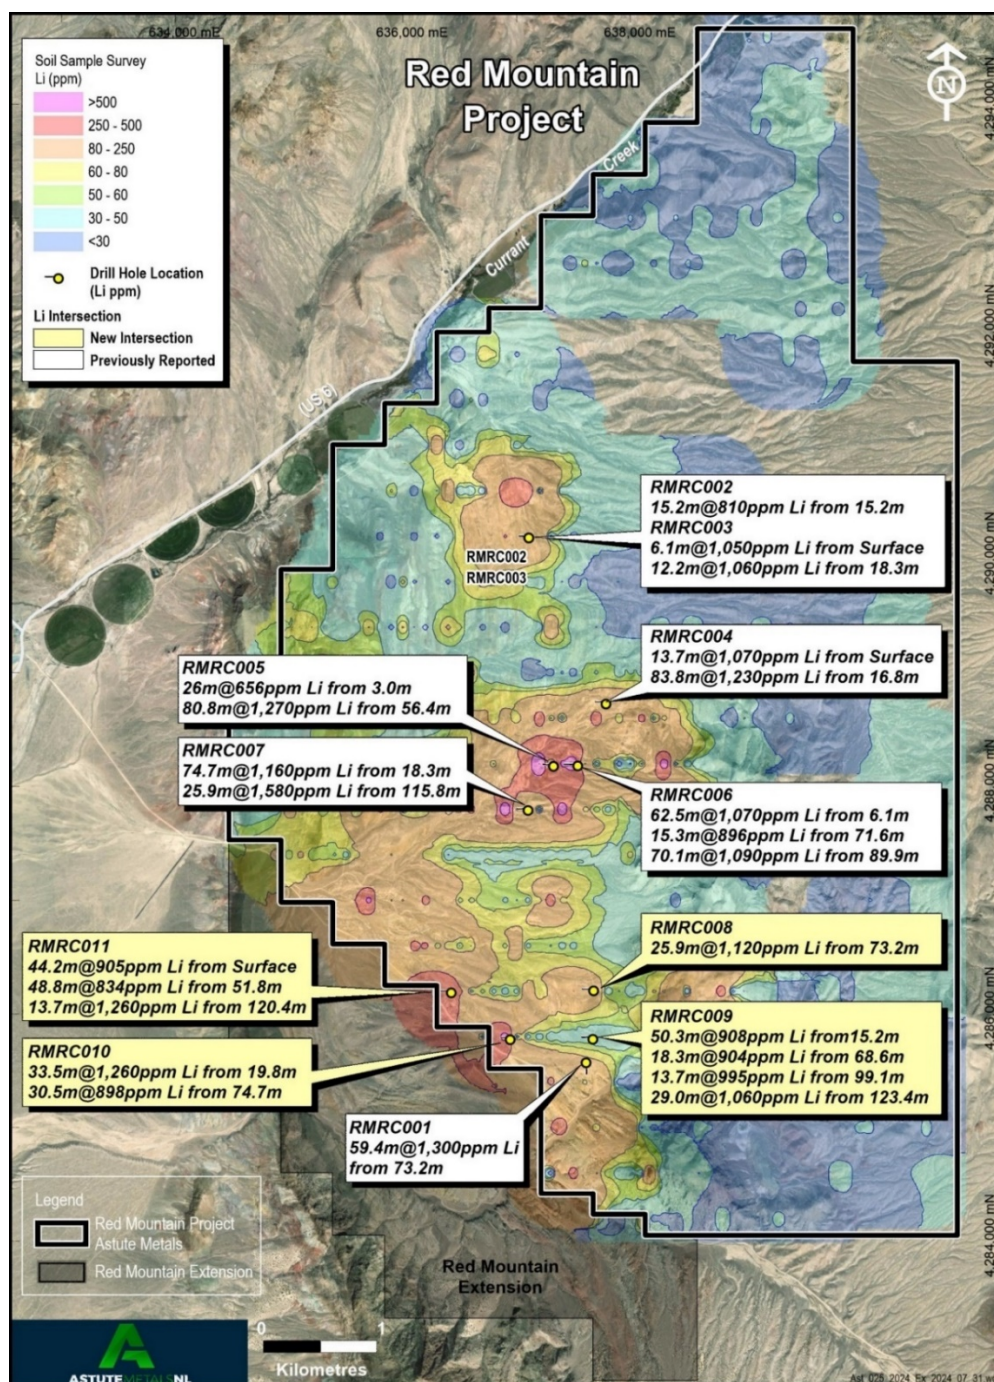 634,000 mE
636,000 mE
638,000 mE
Red Mountain
Project
N
4,294,000 mN
4,292,000 mN
4,290,000 mN
4,288,000 mN
4,286,000 mN
4,284,000 mN
Soil Sample Survey
Li (ppm)
>500
250 - 500
80 - 250
60 - 80
50 - 60
30 - 50
<30
Drill Hole Location
(Li ppm)
Li Intersection
New Intersection
Previously Reported
Currant Creek
(US 6)
RMRC002
15.2m@810ppm Li from 15.2m
RMRC003
6.1m@1,050ppm Li from Surface
12.2m@1,060ppm Li from 18.3m
RMRC002
RMRC003
RMRC004
13.7m@1,070ppm Li from Surface
83.8m@1,230ppm Li from 16.8m
RMRC005
26m@656ppm Li from 3.0m
80.8m@1,270ppm Li from 56.4m
RMRC007
74.7m@1,160ppm Li from 18.3m
25.9m@1,580ppm Li from 115.8m
RMRC006
62.5m@1,070ppm Li from 6.1m
15.3m@896ppm Li from 71.6m
70.1m@1,090ppm Li from 89.9m
RMRC008
25.9m@1,120ppm Li from 73.2m
RMRC011
44.2m@905ppm Li from Surface
48.8m@834ppm Li from 51.8m
13.7m@1,260ppm Li from 120.4m
RMRC009
50.3m@908ppm Li from15.2m
18.3m@904ppm Li from 68.6m
13.7m@995ppm Li from 99.1m
29.0m@1,060ppm Li from 123.4m
RMRC010
33.5m@1,260ppm Li from 19.8m
30.5m@898ppm Li from 74.7m
RMRC001
59.4m@1,300ppm Li
from 73.2m
Legend
Red Mountain Project
Astute Metals
Red Mountain Extension
Red Mountain
Extension
0 1
Kilometres
ASTUTE METALS NL